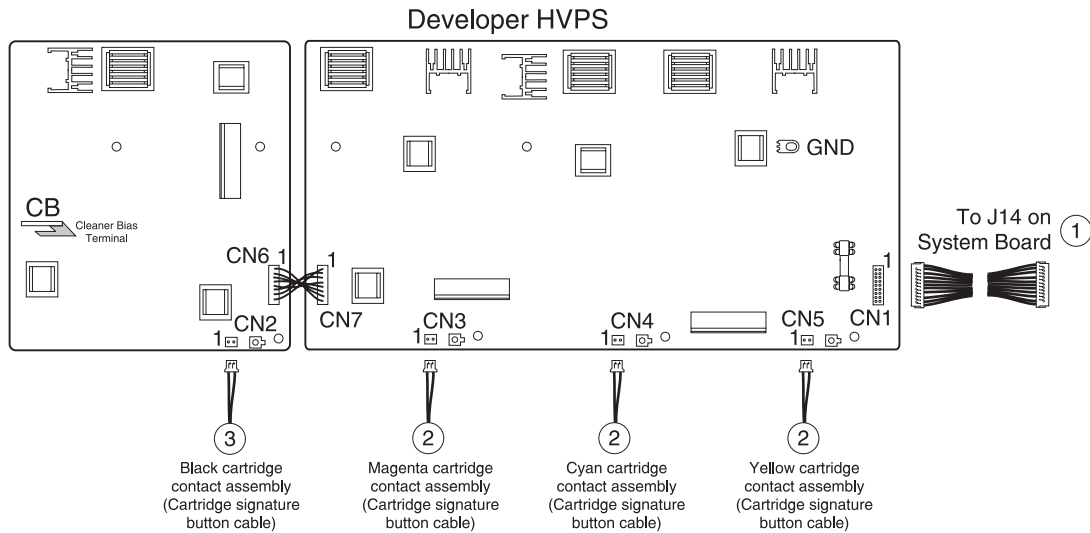 Developer HVPS
GND
CB
Cleaner Bias
Terminal
To J14 on
System Board
1
CN6 1
1
1
CN7
CN2
CN3
CN4
CN5
CN1
1
1
1
1
3
2
2
2
Black cartridge
contact assembly
(Cartridge signature
button cable)
Magenta cartridge
contact assembly
(Cartridge signature
button cable)
Cyan cartridge
contact assembly
(Cartridge signature
button cable)
Yellow cartridge
contact assembly
(Cartridge signature
button cable)